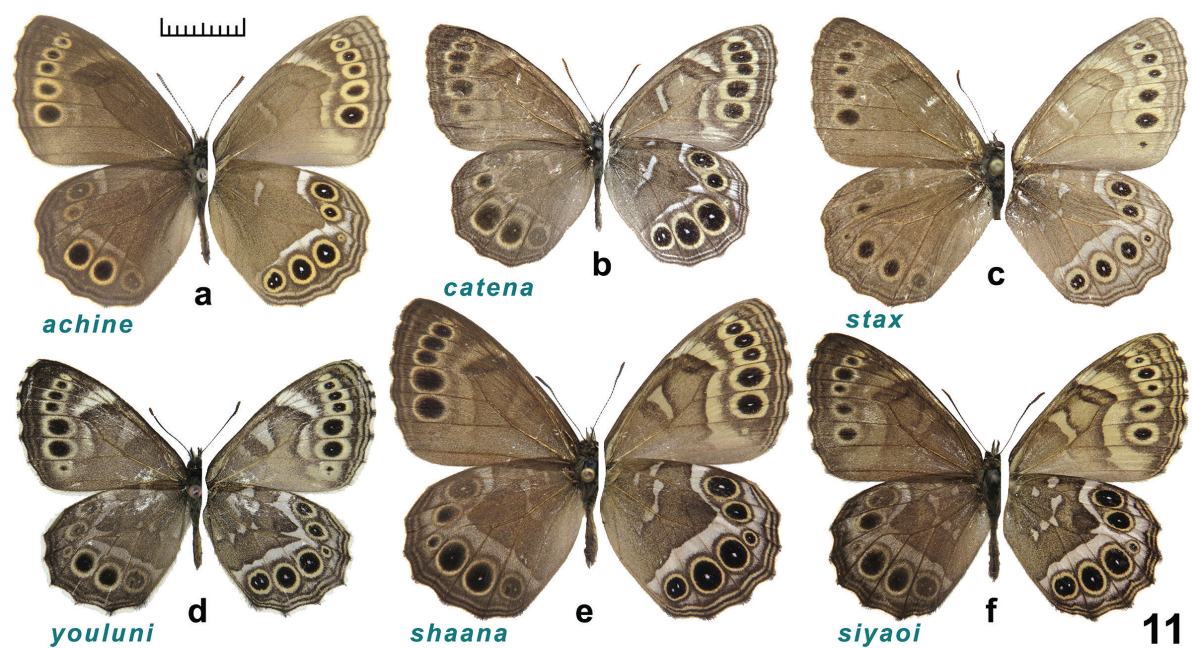 a
achine
b
catena
c
stax
d
youluni
e
shaana
f
siyaoi
11